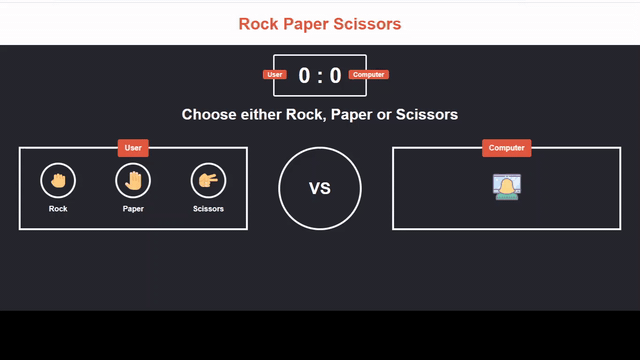 Rock Paper Scissors
User 0 : 0 Computer
Choose either Rock, Paper or Scissors
User
Computer
Rock Paper Scissors
VS